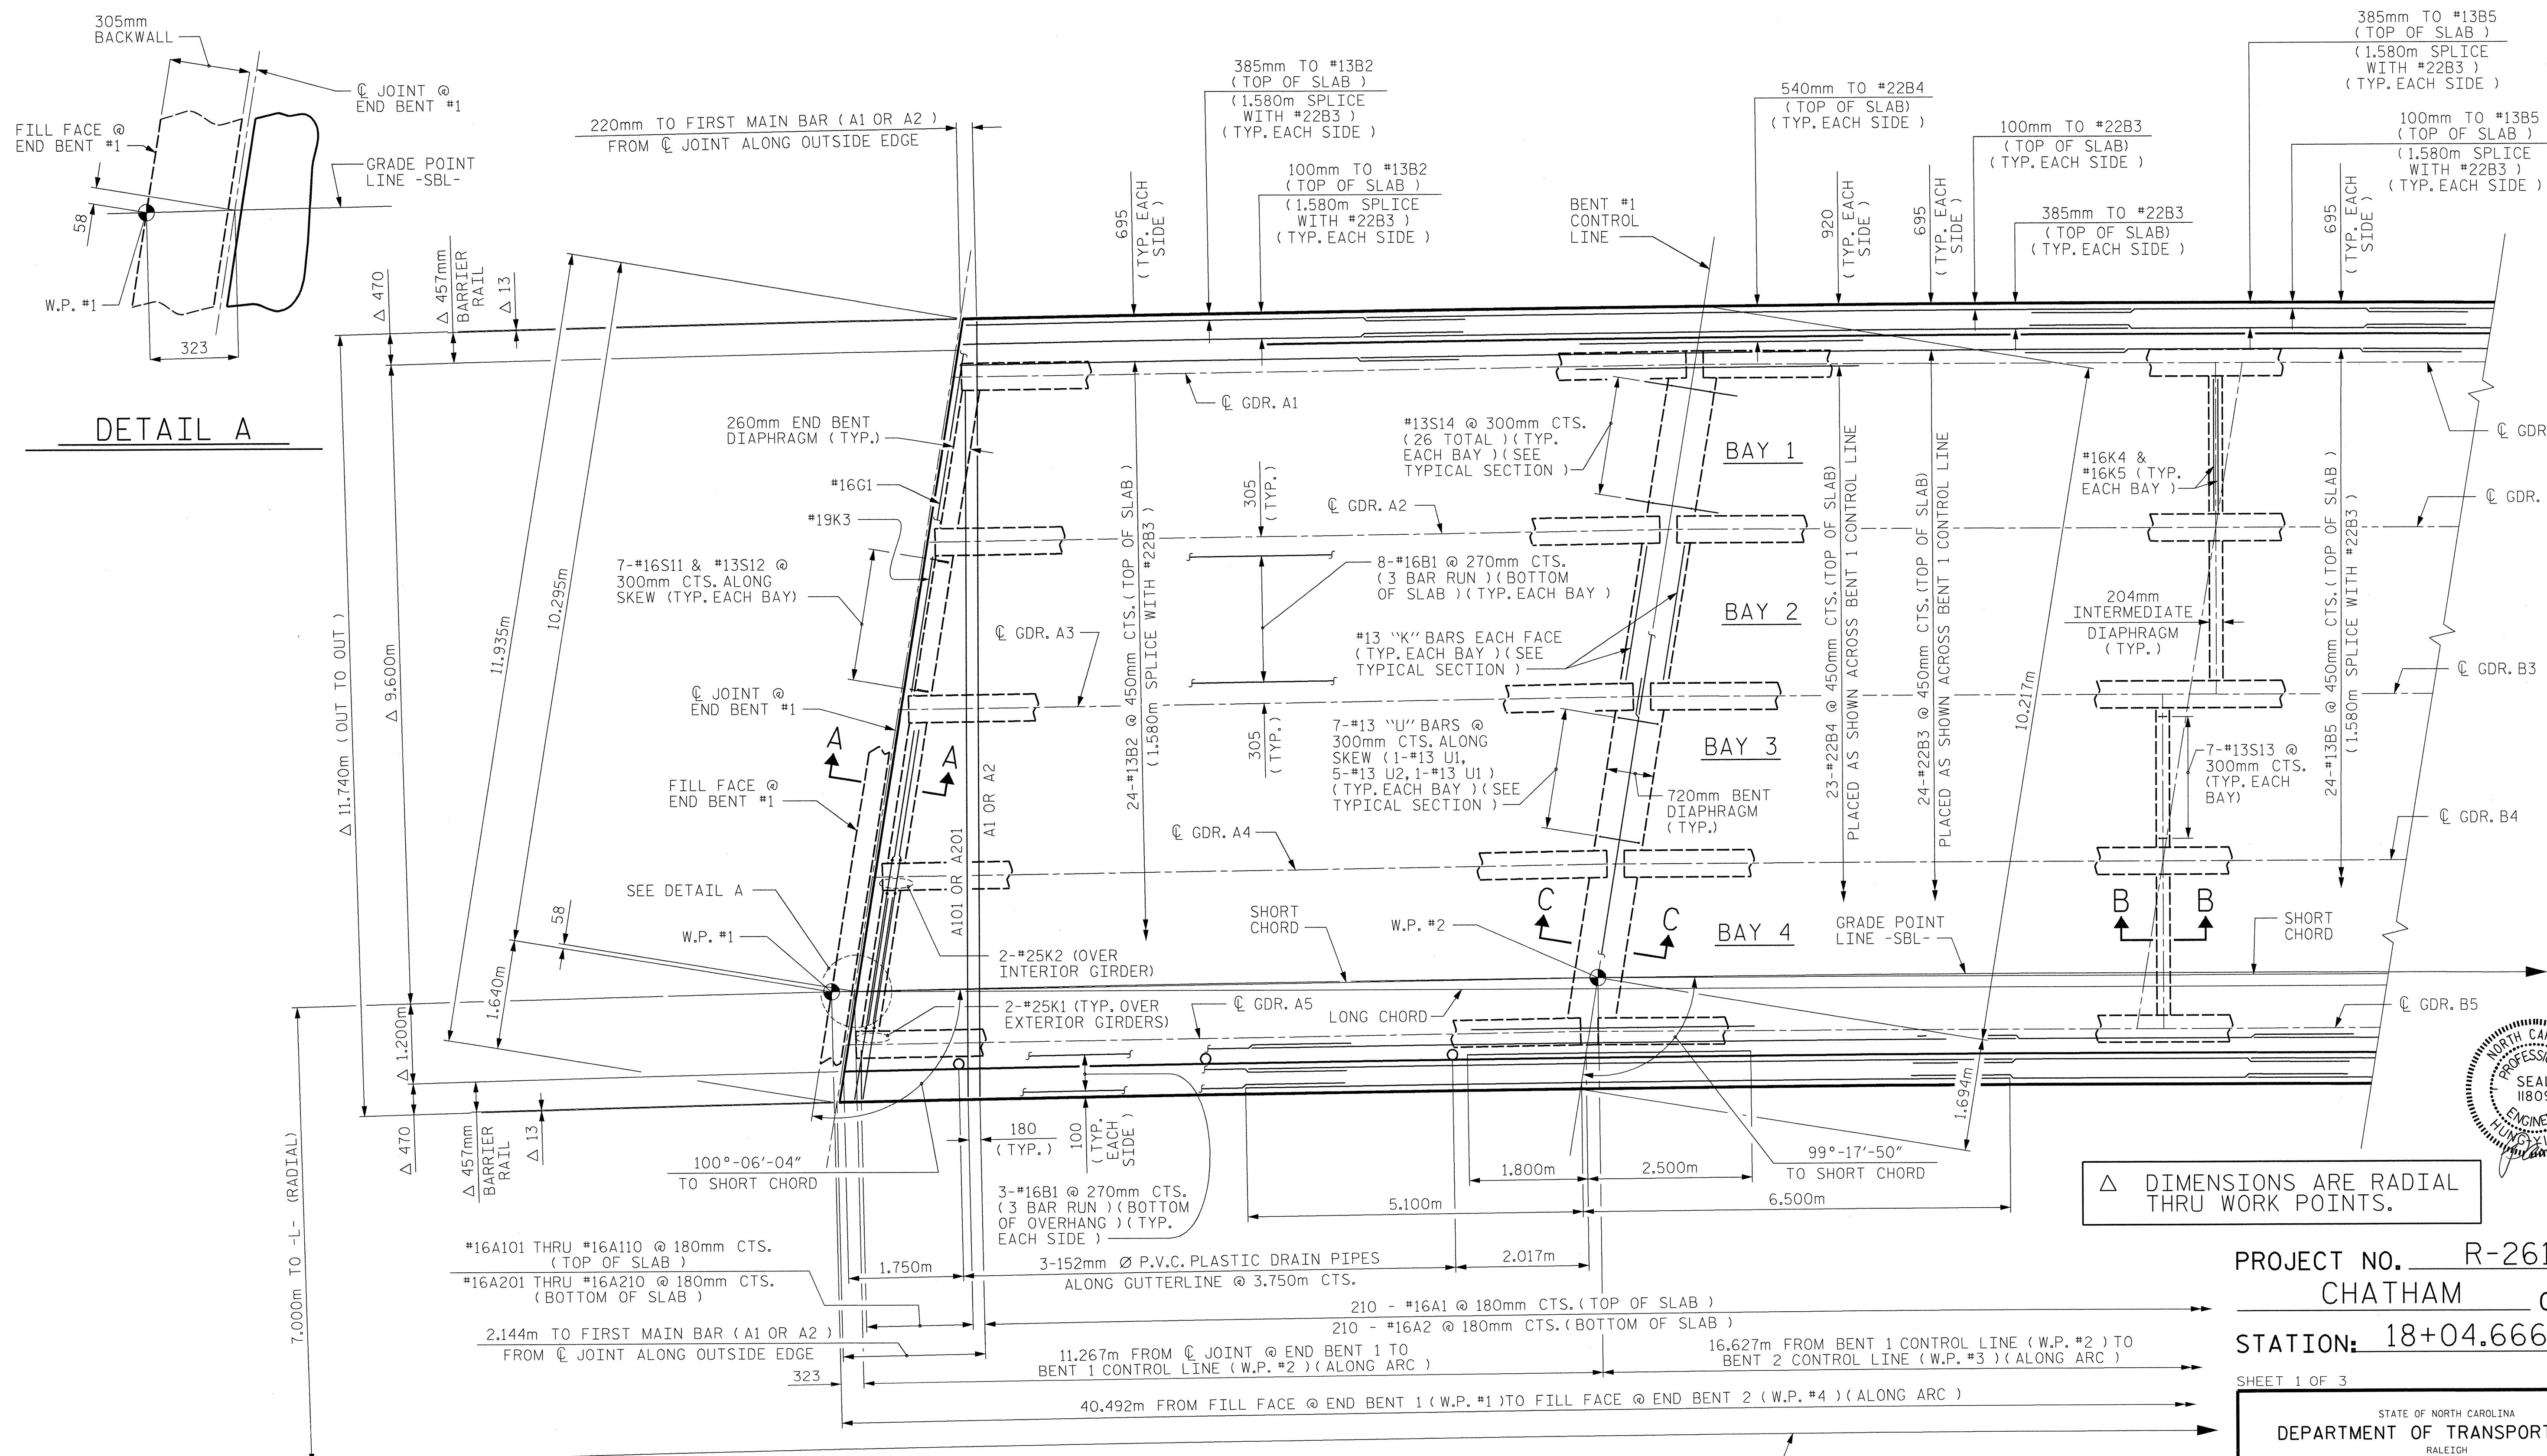 305mm
BACKWALL
℄ JOINT @
END BENT #1
FILL FACE @
END BENT #1
GRADE POINT
LINE -SBL-
58
W.P. #1
323
DETAIL A
220mm TO FIRST MAIN BAR ( A1 OR A2 )
FROM ℄ JOINT ALONG OUTSIDE EDGE
385mm TO #13B2
( TOP OF SLAB )
( 1.580m SPLICE
WITH #22B3 )
( TYP. EACH SIDE )
100mm TO #13B2
( TOP OF SLAB )
( 1.580m SPLICE
WITH #22B3 )
( TYP. EACH SIDE )
695
( TYP. EACH
SIDE )
BENT #1
CONTROL
LINE
540mm TO #22B4
( TOP OF SLAB)
( TYP. EACH SIDE )
920
( TYP. EACH
SIDE )
695
( TYP. EACH
SIDE )
100mm TO #22B3
( TOP OF SLAB)
( TYP. EACH SIDE )
385mm TO #22B3
( TOP OF SLAB)
( TYP. EACH SIDE )
385mm TO #13B5
( TOP OF SLAB )
( 1.580m SPLICE
WITH #22B3 )
( TYP. EACH SIDE )
100mm TO #13B5
( TOP OF SLAB )
( 1.580m SPLICE
WITH #22B3 )
( TYP. EACH SIDE )
695
( TYP. EACH
SIDE )
△ 470
△ 457mm
BARRIER
RAIL
△ 13
△ 11.740m ( OUT TO OUT )
△ 9.600m
11.935m
10.295m
260mm END BENT
DIAPHRAGM ( TYP. )
#16G1
#19K3
7-#16S11 & #13S12 @
300mm CTS. ALONG
SKEW (TYP. EACH BAY)
℄ JOINT @
END BENT #1
A
A
FILL FACE @
END BENT #1
SEE DETAIL A
58
W.P. #1
1.640m
℄ GDR. A1
℄ GDR. A2
℄ GDR. A3
℄ GDR. A4
℄ GDR. A5
24-#13B2 @ 450mm CTS. ( TOP OF SLAB )
( 1.580m SPLICE WITH #22B3 )
305
( TYP. )
305
( TYP. )
8-#16B1 @ 270mm CTS.
( 3 BAR RUN ) ( BOTTOM
OF SLAB ) ( TYP. EACH BAY )
#13S14 @ 300mm CTS.
( 26 TOTAL ) ( TYP.
EACH BAY ) ( SEE
TYPICAL SECTION )
#13 "K" BARS EACH FACE
( TYP. EACH BAY ) ( SEE
TYPICAL SECTION )
7-#13 "U" BARS @
300mm CTS. ALONG
SKEW ( 1-#13 U1,
5-#13 U2, 1-#13 U1 )
( TYP. EACH BAY ) ( SEE
TYPICAL SECTION )
BAY 1
BAY 2
BAY 3
BAY 4
720mm BENT
DIAPHRAGM
( TYP. )
23-#22B4 @ 450mm CTS. (TOP OF SLAB)
PLACED AS SHOWN ACROSS BENT 1 CONTROL LINE
24-#22B3 @ 450mm CTS. (TOP OF SLAB)
PLACED AS SHOWN ACROSS BENT 1 CONTROL LINE
10.217m
#16K4 &
#16K5 ( TYP.
EACH BAY )
204mm
INTERMEDIATE
DIAPHRAGM
( TYP. )
24-#13B5 @ 450mm CTS. ( TOP OF SLAB )
( 1.580m SPLICE WITH #22B3 )
7-#13S13 @
300mm CTS.
(TYP. EACH
BAY)
℄ GDR
℄ GDR.
℄ GDR. B3
℄ GDR. B4
℄ GDR. B5
A101 OR A201
A1 OR A2
2-#25K2 (OVER
INTERIOR GIRDER)
2-#25K1 (TYP. OVER
EXTERIOR GIRDERS)
SHORT
CHORD
W.P. #2
LONG CHORD
C
C
GRADE POINT
LINE -SBL-
B
B
SHORT
CHORD
△ 1.200m
△ 470
△ 457mm
BARRIER
RAIL
△ 13
7.000m TO -L- (RADIAL)
100°-06'-04"
TO SHORT CHORD
180
( TYP. )
100
( TYP.
EACH
SIDE )
3-#16B1 @ 270mm CTS.
( 3 BAR RUN ) ( BOTTOM
OF OVERHANG ) ( TYP.
EACH SIDE )
1.800m
2.500m
99°-17'-50"
TO SHORT CHORD
5.100m
6.500m
1.694m
△ DIMENSIONS ARE RADIAL
THRU WORK POINTS.
#16A101 THRU #16A110 @ 180mm CTS.
( TOP OF SLAB )
#16A201 THRU #16A210 @ 180mm CTS.
( BOTTOM OF SLAB )
1.750m
3-152mm Ø P.V.C. PLASTIC DRAIN PIPES
ALONG GUTTERLINE @ 3.750m CTS.
2.017m
210 - #16A1 @ 180mm CTS. ( TOP OF SLAB )
210 - #16A2 @ 180mm CTS. ( BOTTOM OF SLAB )
2.144m TO FIRST MAIN BAR ( A1 OR A2 )
FROM ℄ JOINT ALONG OUTSIDE EDGE
11.267m FROM ℄ JOINT @ END BENT 1 TO
BENT 1 CONTROL LINE ( W.P. #2 ) ( ALONG ARC )
16.627m FROM BENT 1 CONTROL LINE ( W.P. #2 ) TO
BENT 2 CONTROL LINE ( W.P. #3 ) ( ALONG ARC )
323
40.492m FROM FILL FACE @ END BENT 1 ( W.P. #1 ) TO FILL FACE @ END BENT 2 ( W.P. #4 ) ( ALONG ARC )
NORTH CAR
PROFESSI
SEAL
11809
ENGINE
HUNG-YI
PROJECT NO. R-261
CHATHAM
STATION: 18+04.666
SHEET 1 OF 3
STATE OF NORTH CAROLINA
DEPARTMENT OF TRANSPOR
RALEIGH